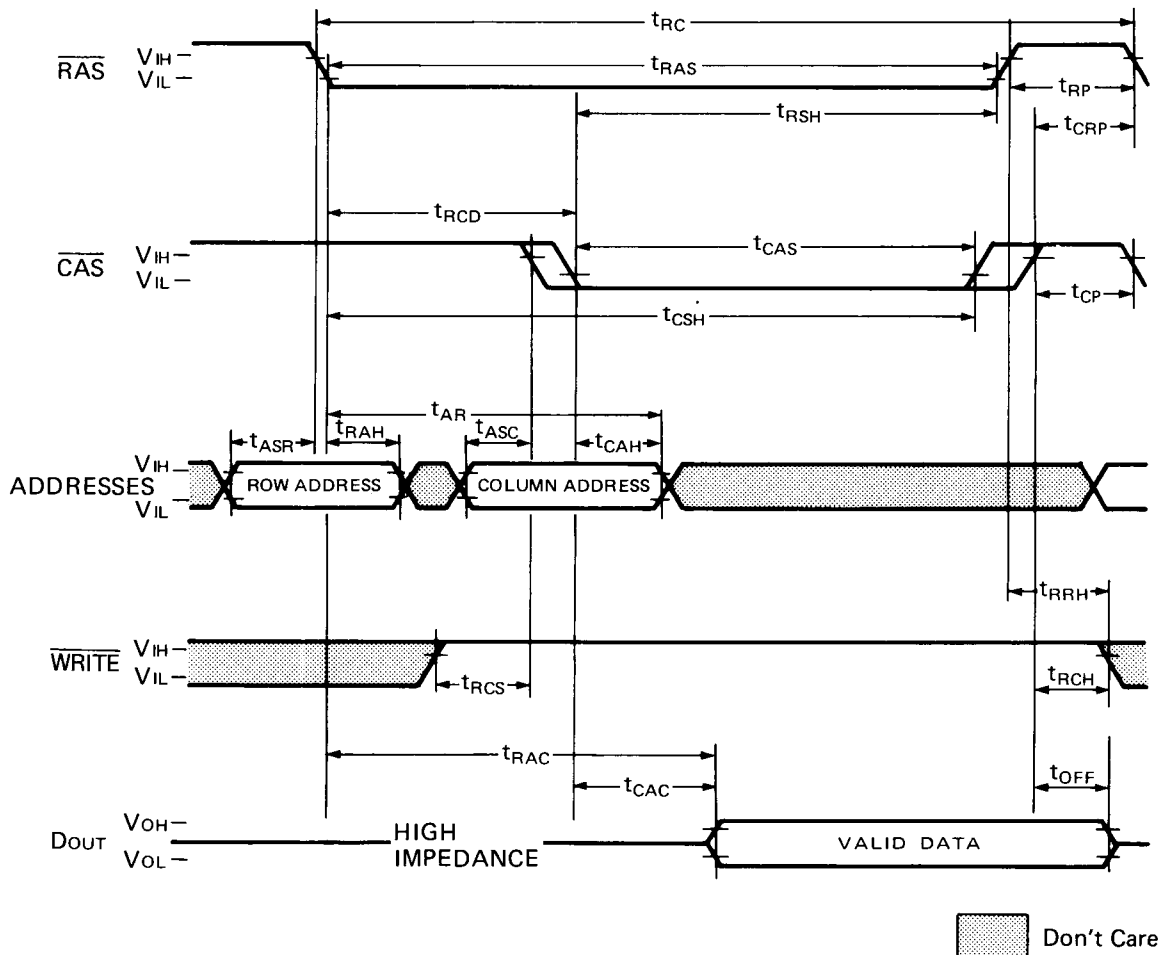 tRC
RAS
VIH
VIL
tRAS
tRP
tRSH
tCRP
tRCD
CAS
VIH
VIL
tCAS
tCP
tCSH
tAR
tASR
tRAH
tASC
tCAH
ADDRESSES
VIH
VIL
ROW ADDRESS
COLUMN ADDRESS
tRRH
WRITE
VIH
VIL
tRCS
tRCH
tRAC
tCAC
tOFF
DOUT
VOH
VOL
HIGH
IMPEDANCE
VALID DATA
Don't Care